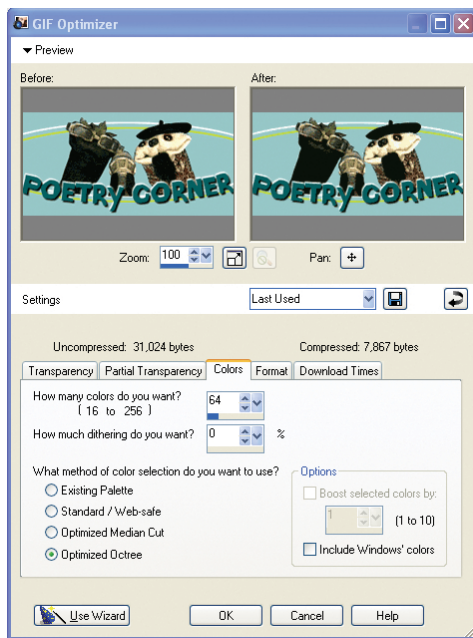 GIF Optimizer
Preview
Before: After:
POETRY CORNER POETRY CORNER
Zoom: 100 Pan:
Settings Last Used
Uncompressed: 31,024 bytes Compressed: 7,867 bytes
Transparency Partial Transparency Colors Format Download Times
How many colors do you want? 64
( 16 to 256 )
How much dithering do you want? 0 %
What method of color selection do you want to use? Options
Existing Palette Boost selected colors by:
Standard / Web-safe 1 (1 to 10)
Optimized Median Cut
Optimized Octree Include Windows' colors
Use Wizard OK Cancel Help